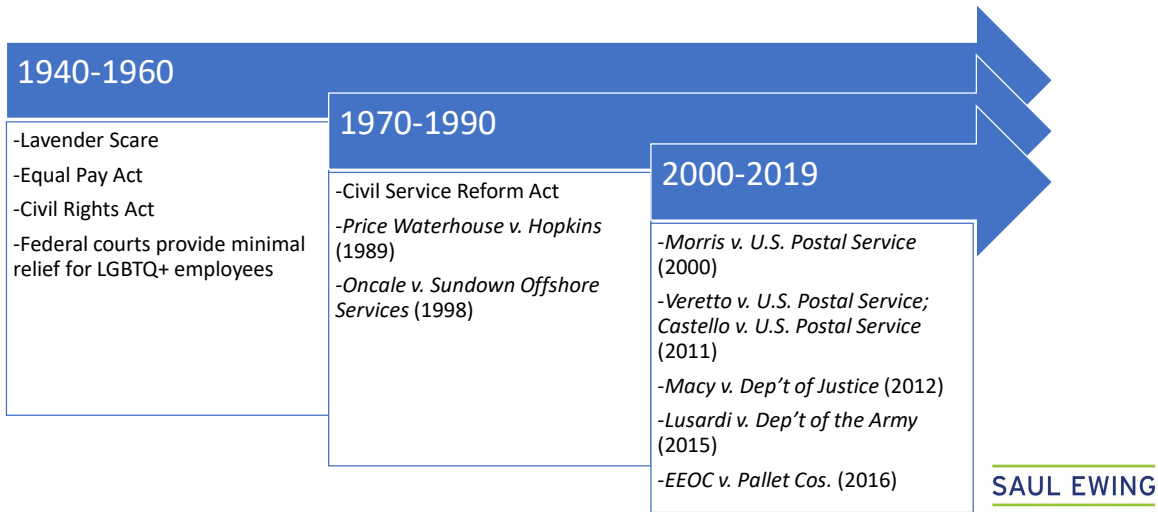 1940-1960
-Lavender Scare
-Equal Pay Act
-Civil Rights Act
-Federal courts provide minimal
relief for LGBTQ+ employees
1970-1990
-Civil Service Reform Act
-Price Waterhouse v. Hopkins
(1989)
-Oncale v. Sundown Offshore
Services (1998)
2000-2019
-Morris v. U.S. Postal Service
(2000)
-Veretto v. U.S. Postal Service;
Castello v. U.S. Postal Service
(2011)
-Macy v. Dep’t of Justice (2012)
-Lusardi v. Dep’t of the Army
(2015)
-EEOC v. Pallet Cos. (2016)
SAUL EWING